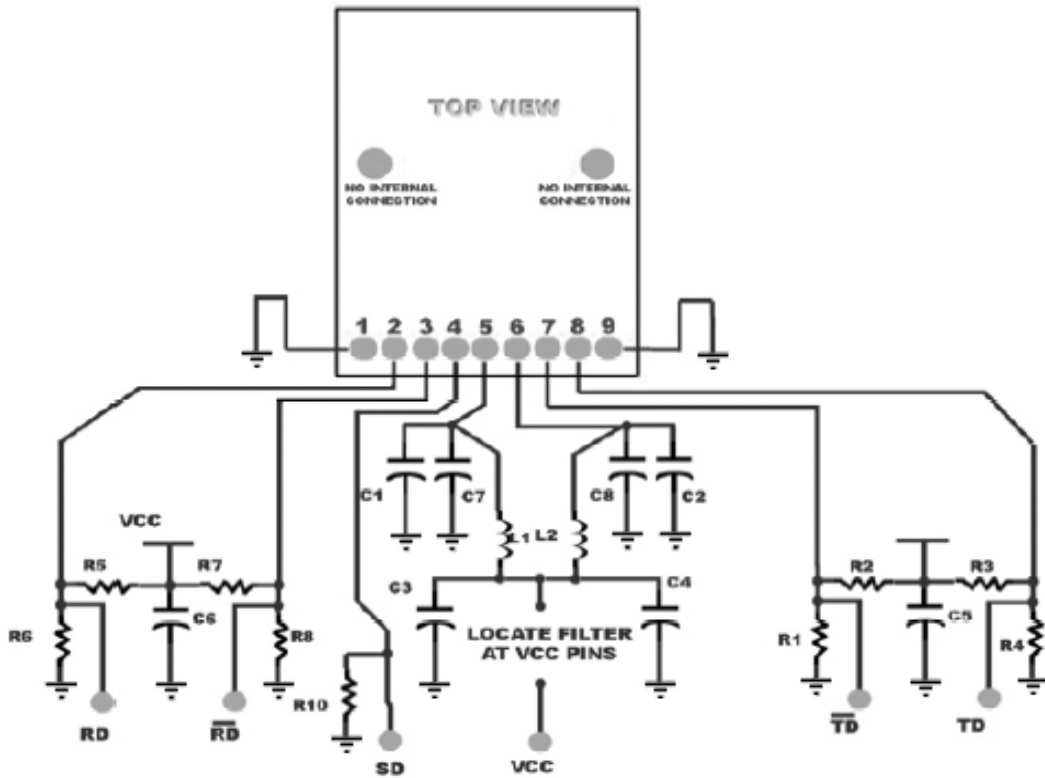 TOP VIEW
NO INTERNAL
CONNECTION
NO INTERNAL
CONNECTION
1 2 3 4 5 6 7 8 9
C1 C7 C8 C2
VCC
L1 L2
R5 R7 R2 R3
C3 C4
C6 C5
R6 R8 R1 R4
LOCATE FILTER
AT VCC PINS
R10
RD RD TD TD
SD VCC